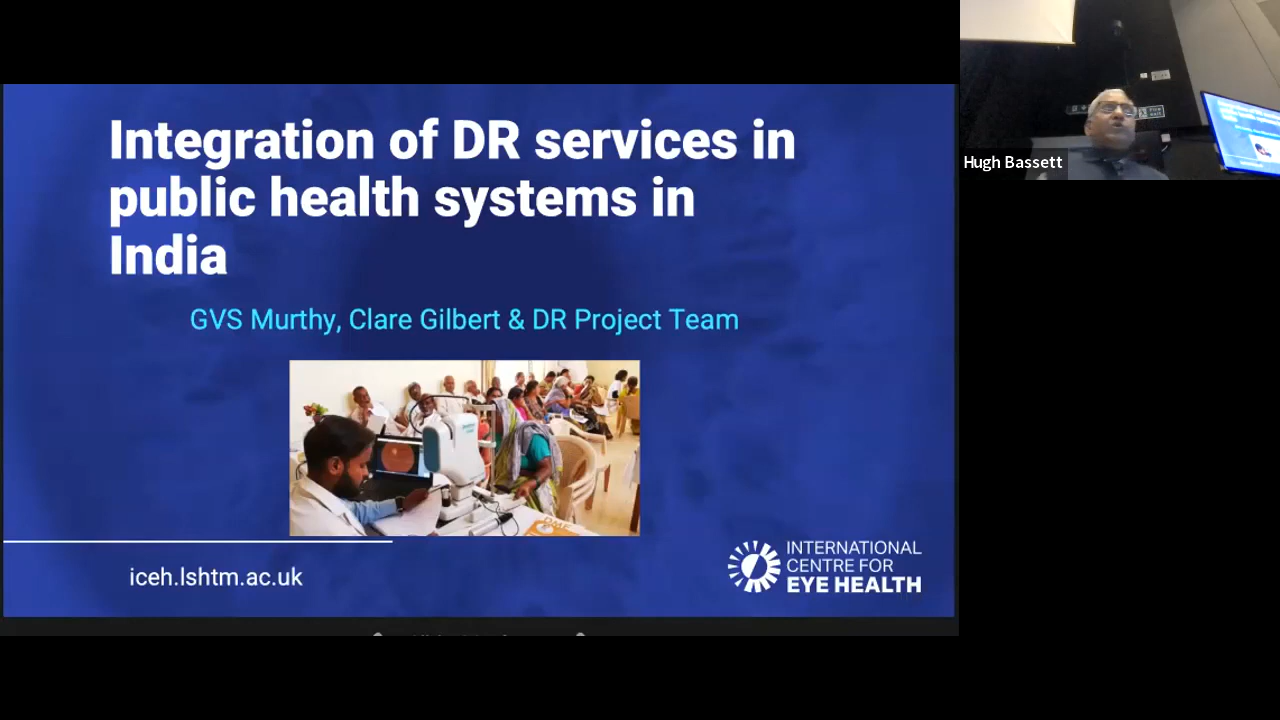 Integration of DR services in
public health systems in
India
GVS Murthy, Clare Gilbert & DR Project Team
iceh.lshtm.ac.uk
INTERNATIONAL
CENTRE FOR
EYE HEALTH
Hugh Bassett